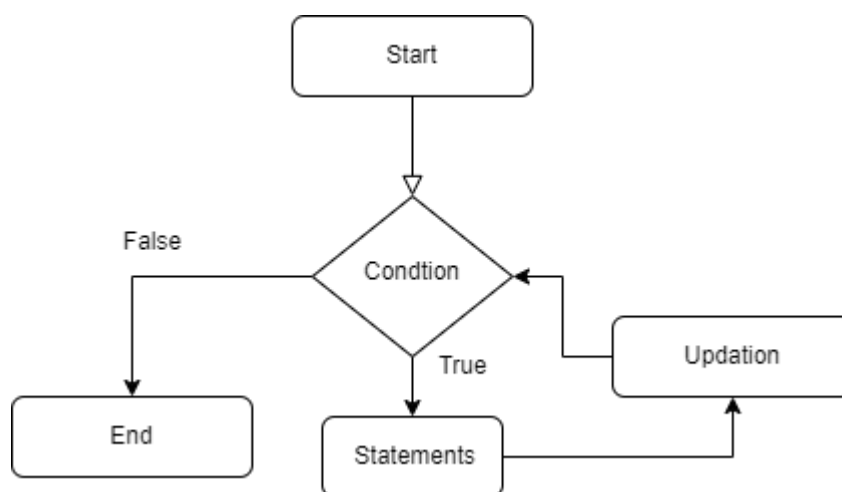 Start
False
Condtion
True
Updation
End
Statements